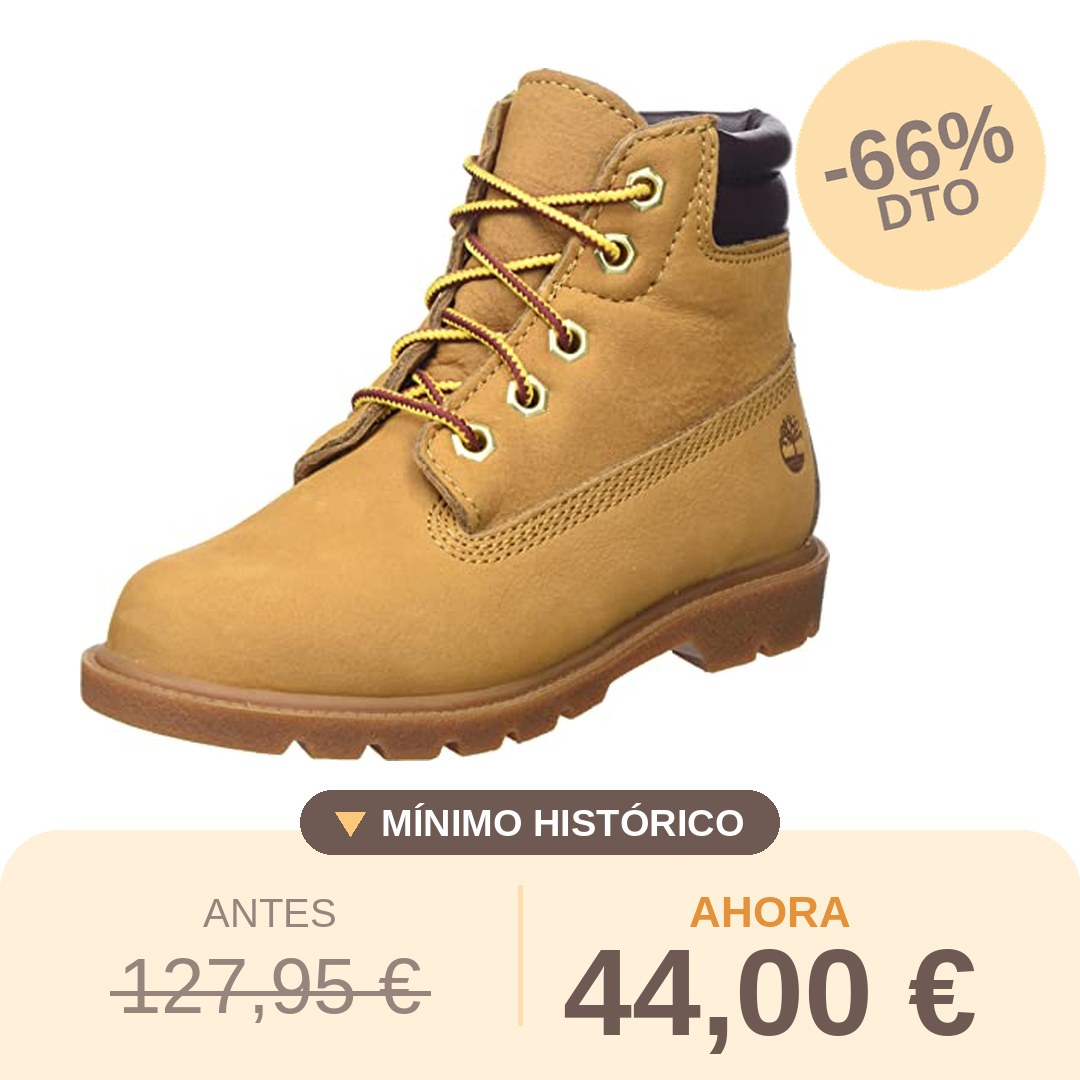 -66%
DTO
MÍNIMO HISTÓRICO
ANTES
127,95 €
AHORA
44,00 €